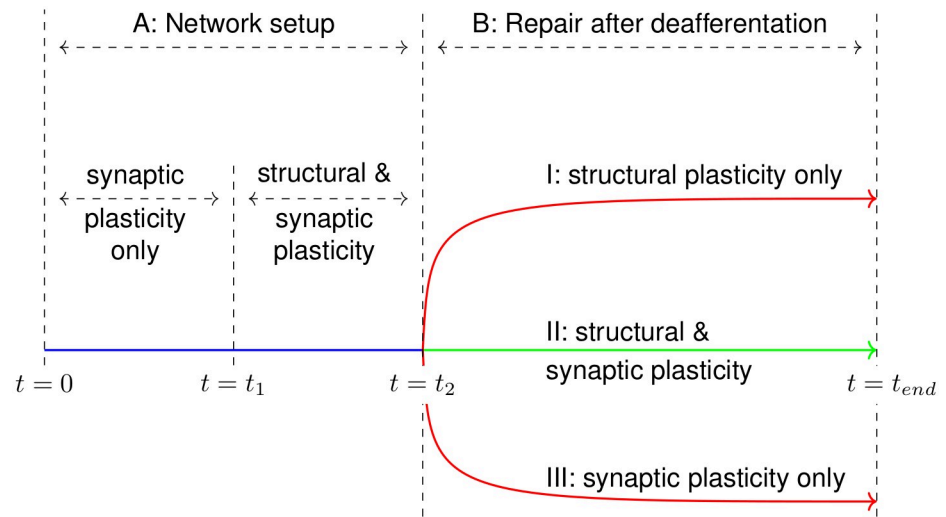 A: Network setup
B: Repair after deafferentation
synaptic
plasticity
only
structural &
synaptic
plasticity
I: structural plasticity only
II: structural &
synaptic plasticity
t = 0
t = t1
t = t2
t = tend
III: synaptic plasticity only